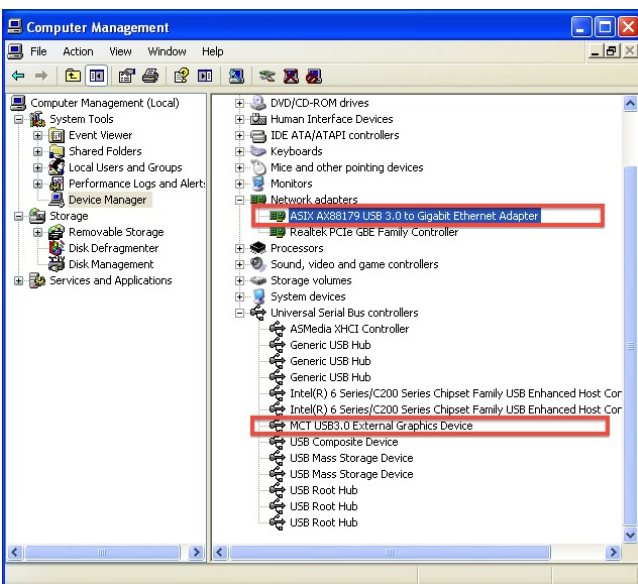 Computer Management
File Action View Window Help
Computer Management (Local)
System Tools
Event Viewer
Shared Folders
Local Users and Groups
Performance Logs and Alert:
Device Manager
Storage
Removable Storage
Disk Defragmenter
Disk Management
Services and Applications
DVD/CD-ROM drives
Human Interface Devices
IDE ATA/ATAPI controllers
Keyboards
Mice and other pointing devices
Monitors
Network adapters
ASIX AX88179 USB 3.0 to Gigabit Ethernet Adapter
Realtek PCIe GBE Family Controller
Processors
Sound, video and game controllers
Storage volumes
System devices
Universal Serial Bus controllers
ASMedia XHCI Controller
Generic USB Hub
Generic USB Hub
Generic USB Hub
Intel(R) 6 Series/C200 Series Chipset Family USB Enhanced Host Cor
Intel(R) 6 Series/C200 Series Chipset Family USB Enhanced Host Cor
MCT USB3.0 External Graphics Device
USB Composite Device
USB Mass Storage Device
USB Mass Storage Device
USB Root Hub
USB Root Hub
USB Root Hub